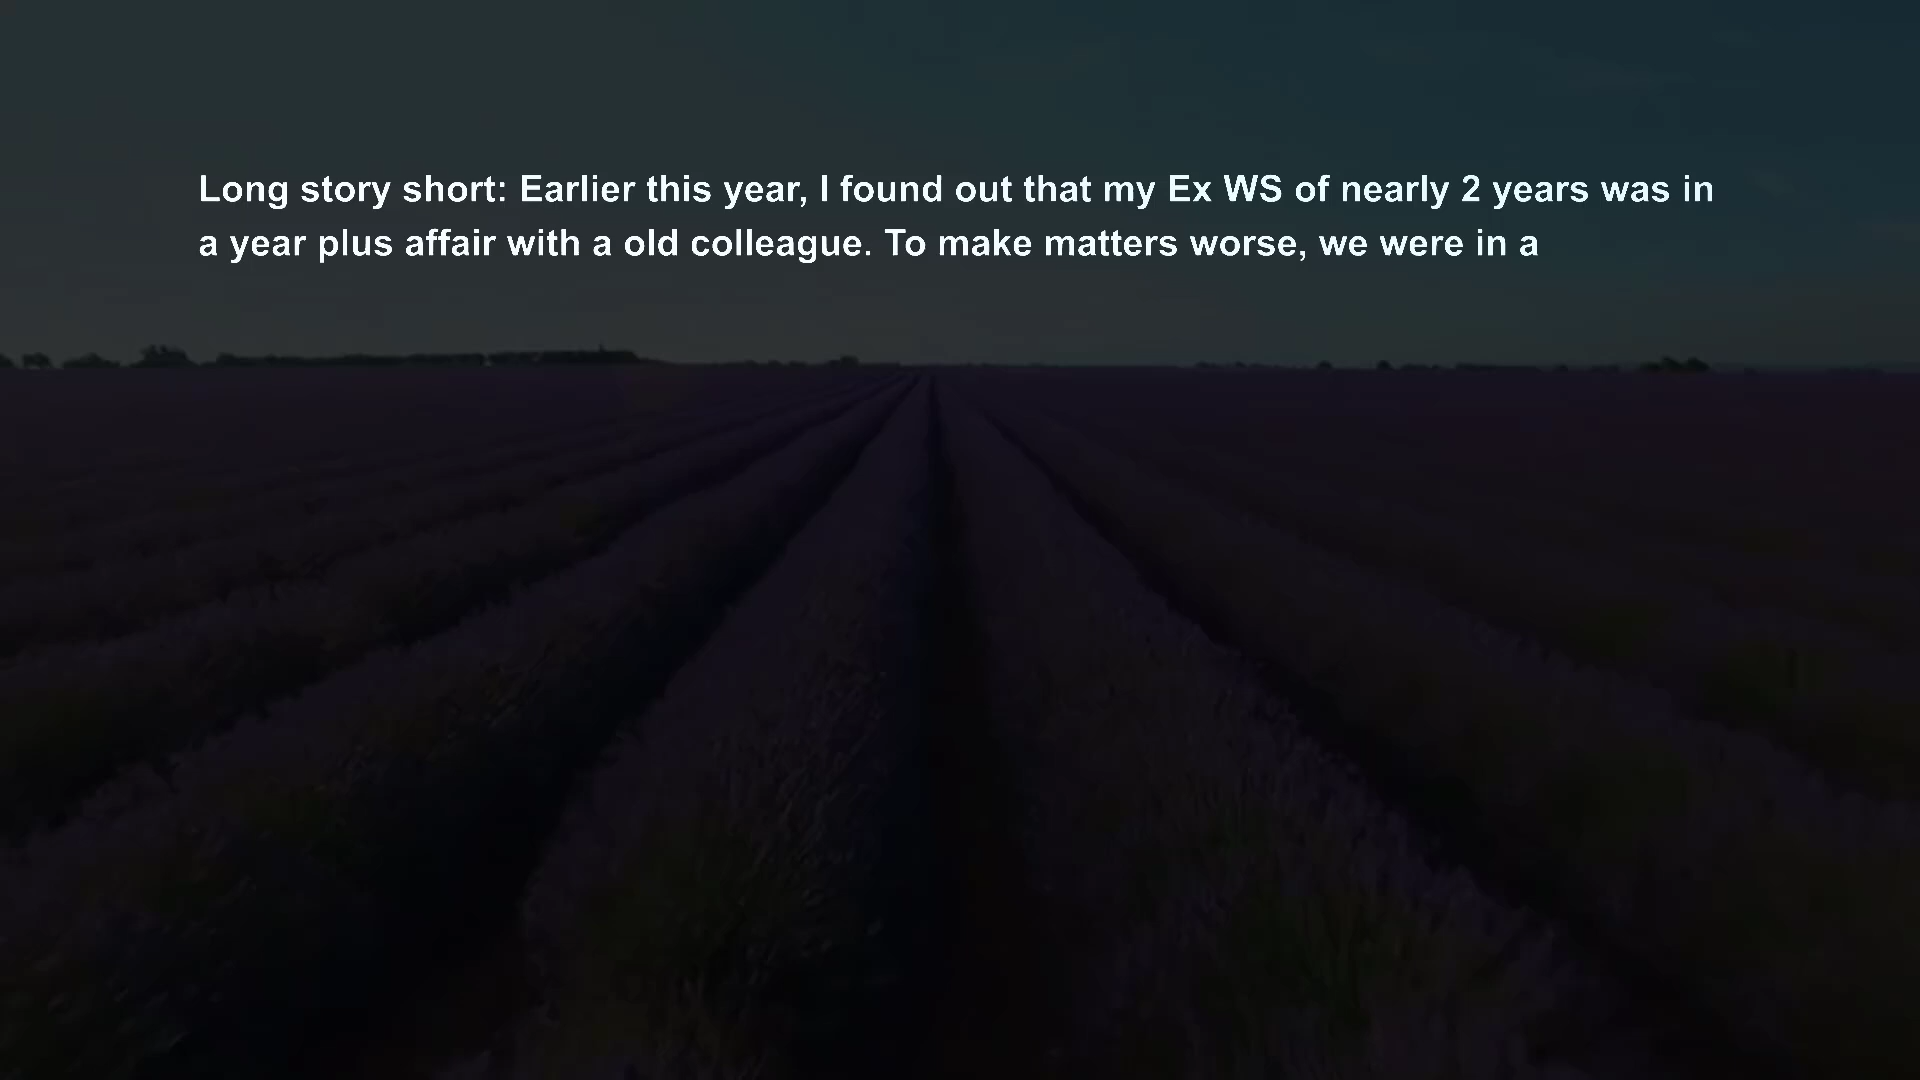 Long story short: Earlier this year, I found out that my Ex WS of nearly 2 years was in
a year plus affair with a old colleague. To make matters worse, we were in a